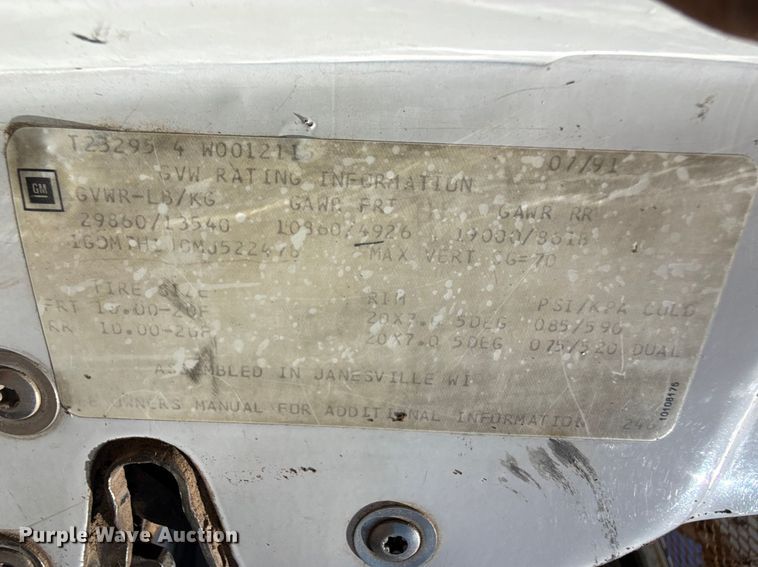 T23295 4 W001211
07/91
GVW RATING INFORMATION
GM
GVWR-LB/KG GAWR FRT GAWR RR
29860/13540 10860/4926 19000/8618
MAX VERT CG=70
TIRE SIZE RIM PSI/KPA COLD
FRT 10.00-20F 20X7.0 5DEG 085/590
RR 10.00-20F 20X7.0 5DEG 075/520 DUAL
ASSEMBLED IN JANESVILLE WI
OWNERS MANUAL FOR ADDITIONAL INFORMATION
10108176
Purple Wave Auction